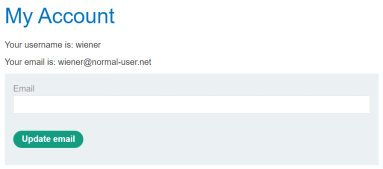 My Account
Your username is: wiener
Your email is: wiener@normal-user.net
Email
Update email